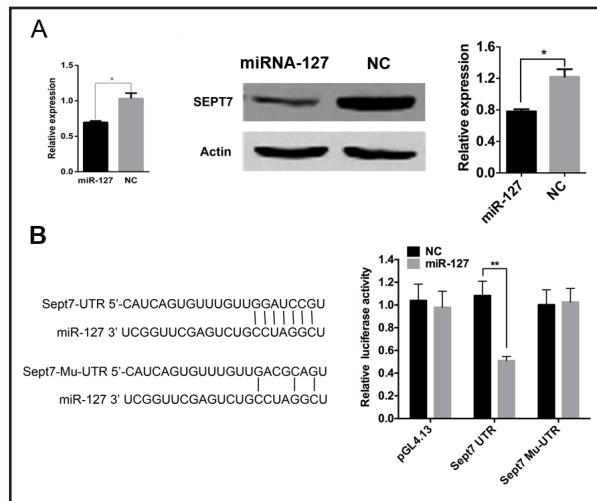 A
Relative expression
1.5
1.0
0.5
0.0
*
miR-127 NC
miRNA-127 NC
SEPT7
Actin
Relative expression
1.6
1.2
0.8
0.4
0.0
*
miR-127
NC
B
Sept7-UTR 5'-CAUCAGUGUUUGUUGGAUCCGU
miR-127 3' UCGGUUCGAGUCUGCCUAGGCU
Sept7-Mu-UTR 5'-CAUCAGUGUUUGUUGACGCAGU
miR-127 3' UCGGUUCGAGUCUGCCUAGGCU
NC
miR-127
Relative luciferase activity
1.4
1.2
1.0
0.8
0.6
0.4
0.2
0.0
**
pGL4.13
Sept7 UTR
Sept7 Mu-UTR